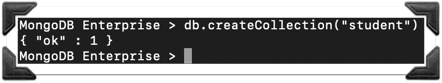 MongoDB Enterprise > db.createCollection("student")
{ "ok" : 1 }
MongoDB Enterprise >